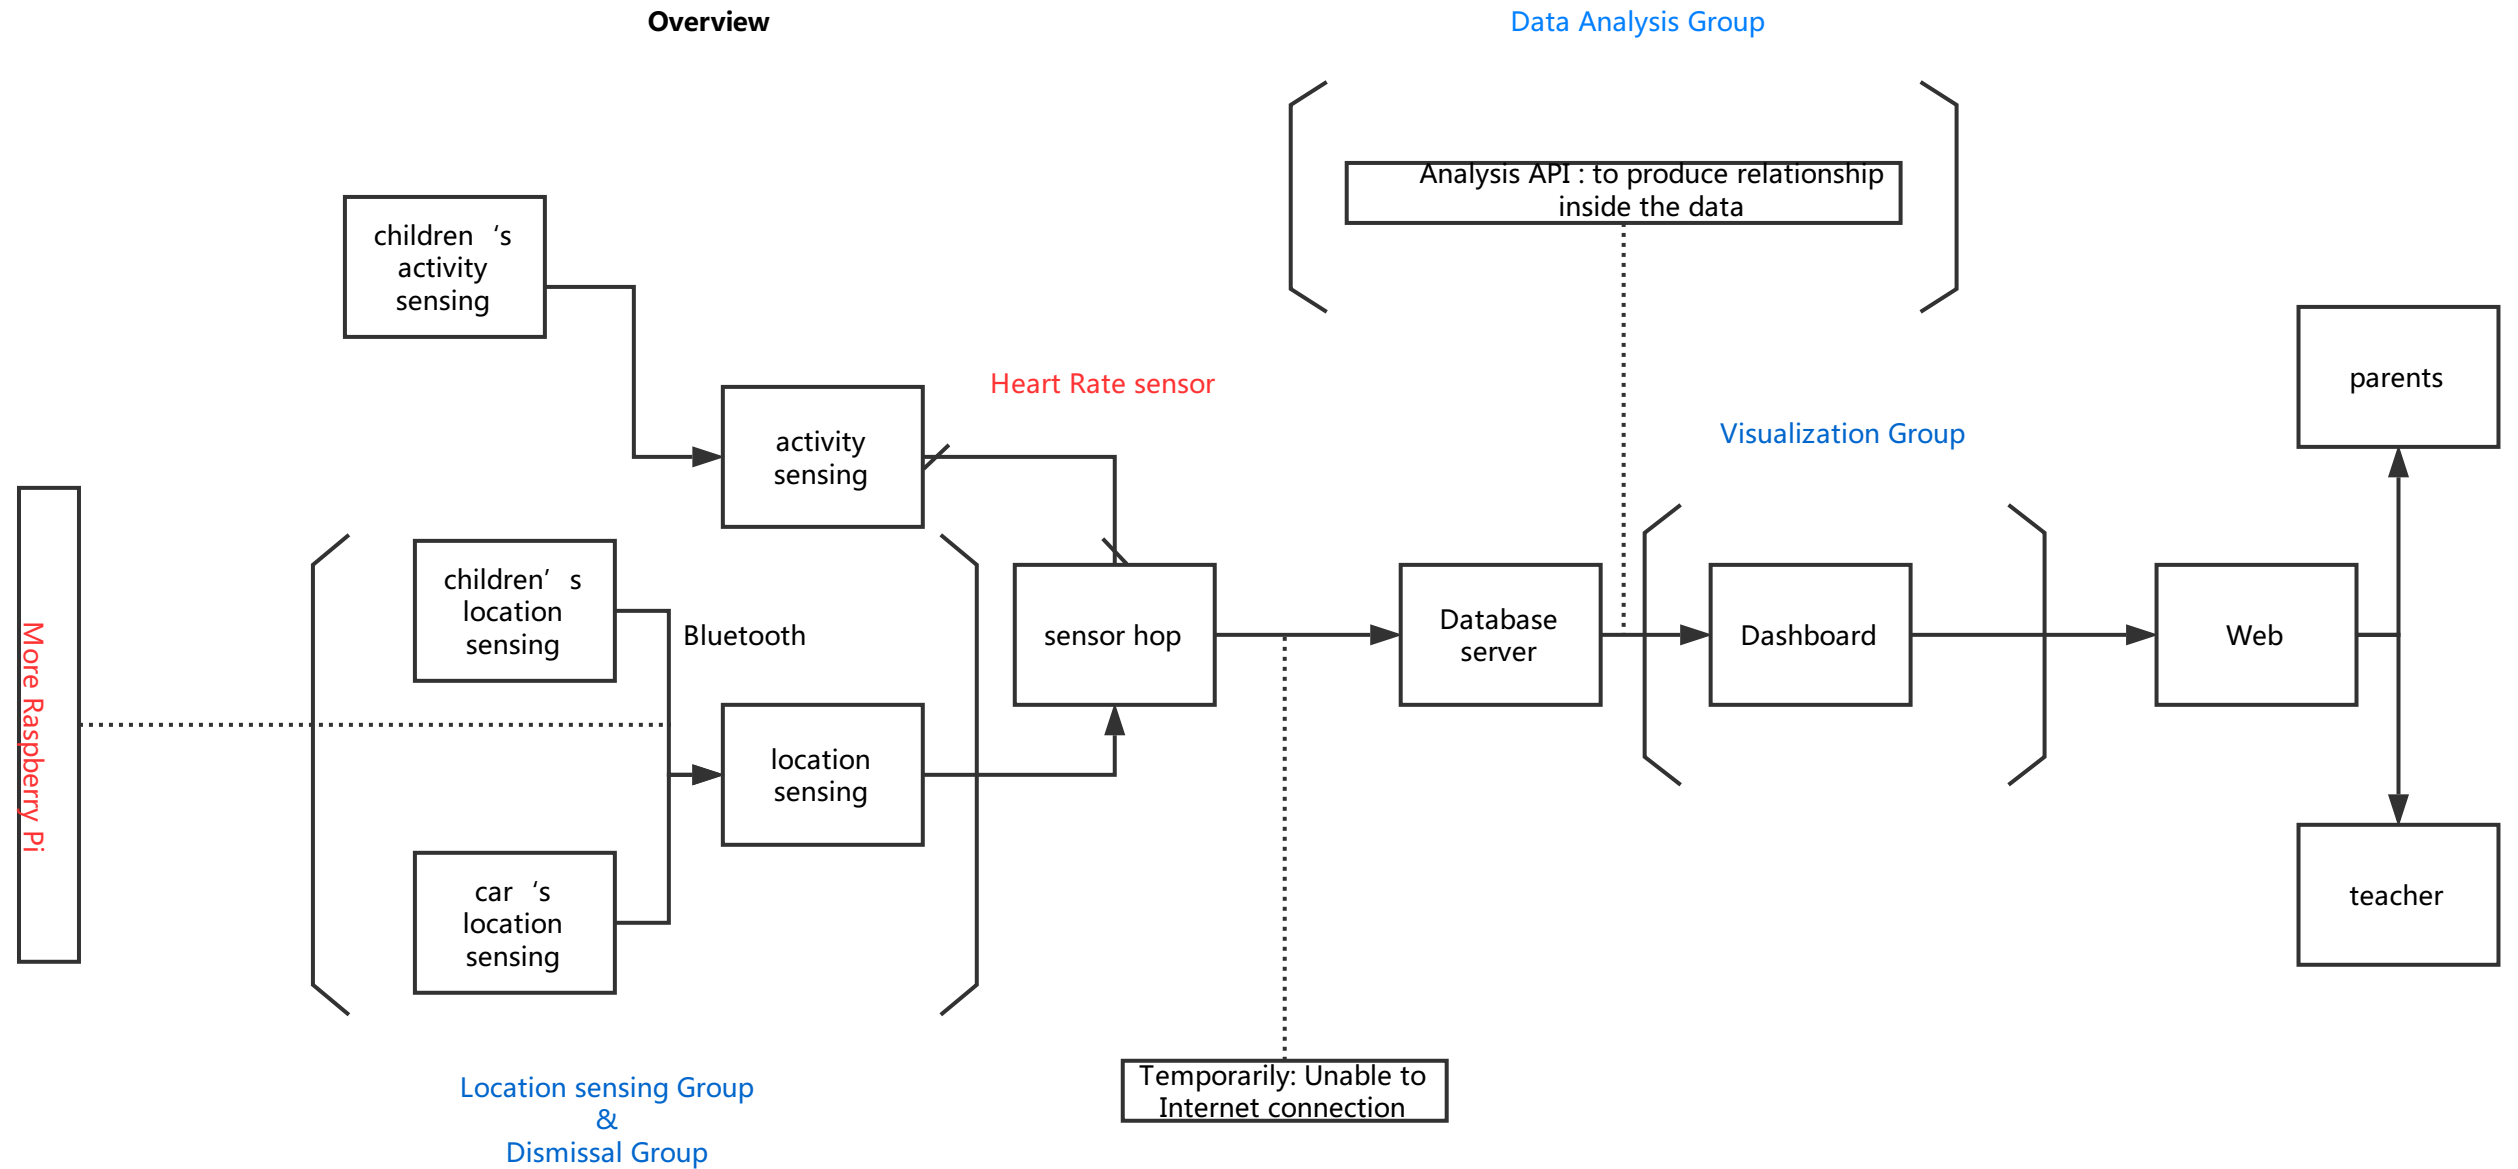 Overview
Data Analysis Group
Analysis API : to produce relationship
inside the data
children ‘s
activity
sensing
parents
Heart Rate sensor
activity
sensing
Visualization Group
children’ s
location
sensing
Bluetooth
sensor hop
Database
server
Dashboard
Web
More Raspberry Pi
location
sensing
car ‘s
location
sensing
teacher
Temporarily: Unable to
Internet connection
Location sensing Group
&
Dismissal Group